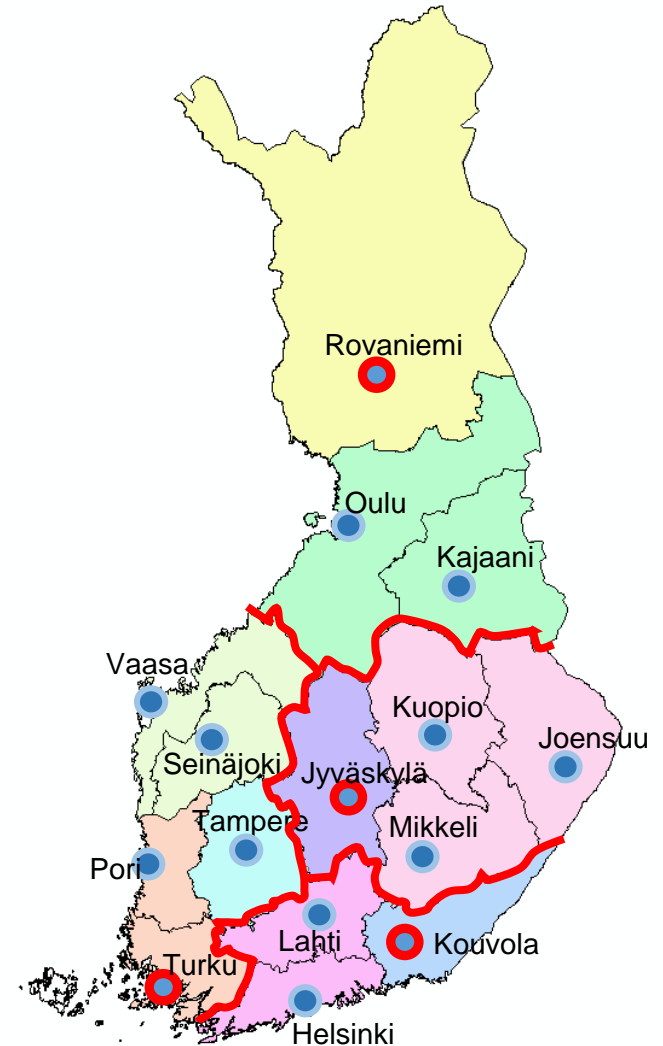 Rovaniemi
Oulu
Kajaani
Vaasa
Kuopio
Joensuu
Seinäjoki
Jyväskylä
Tampere
Mikkeli
Pori
Lahti
Kouvola
Turku
Helsinki